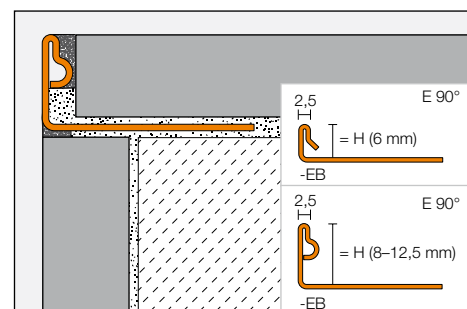 E 90°
2,5
= H (6 mm)
-EB
E 90°
2,5
= H (8–12,5 mm)
-EB